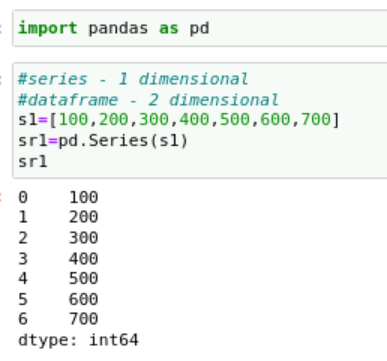 import pandas as pd
#series - 1 dimensional
#dataframe - 2 dimensional
s1=[100,200,300,400,500,600,700]
sr1=pd.Series(s1)
sr1
0    100
1    200
2    300
3    400
4    500
5    600
6    700
dtype: int64